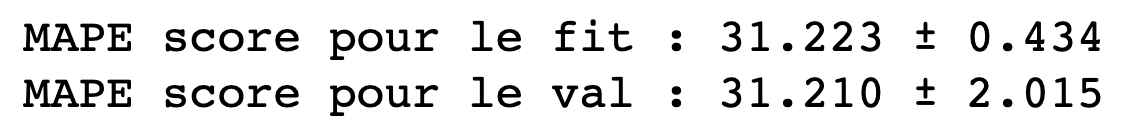 MAPE score pour le fit : 31.223 ± 0.434
MAPE score pour le val : 31.210 ± 2.015